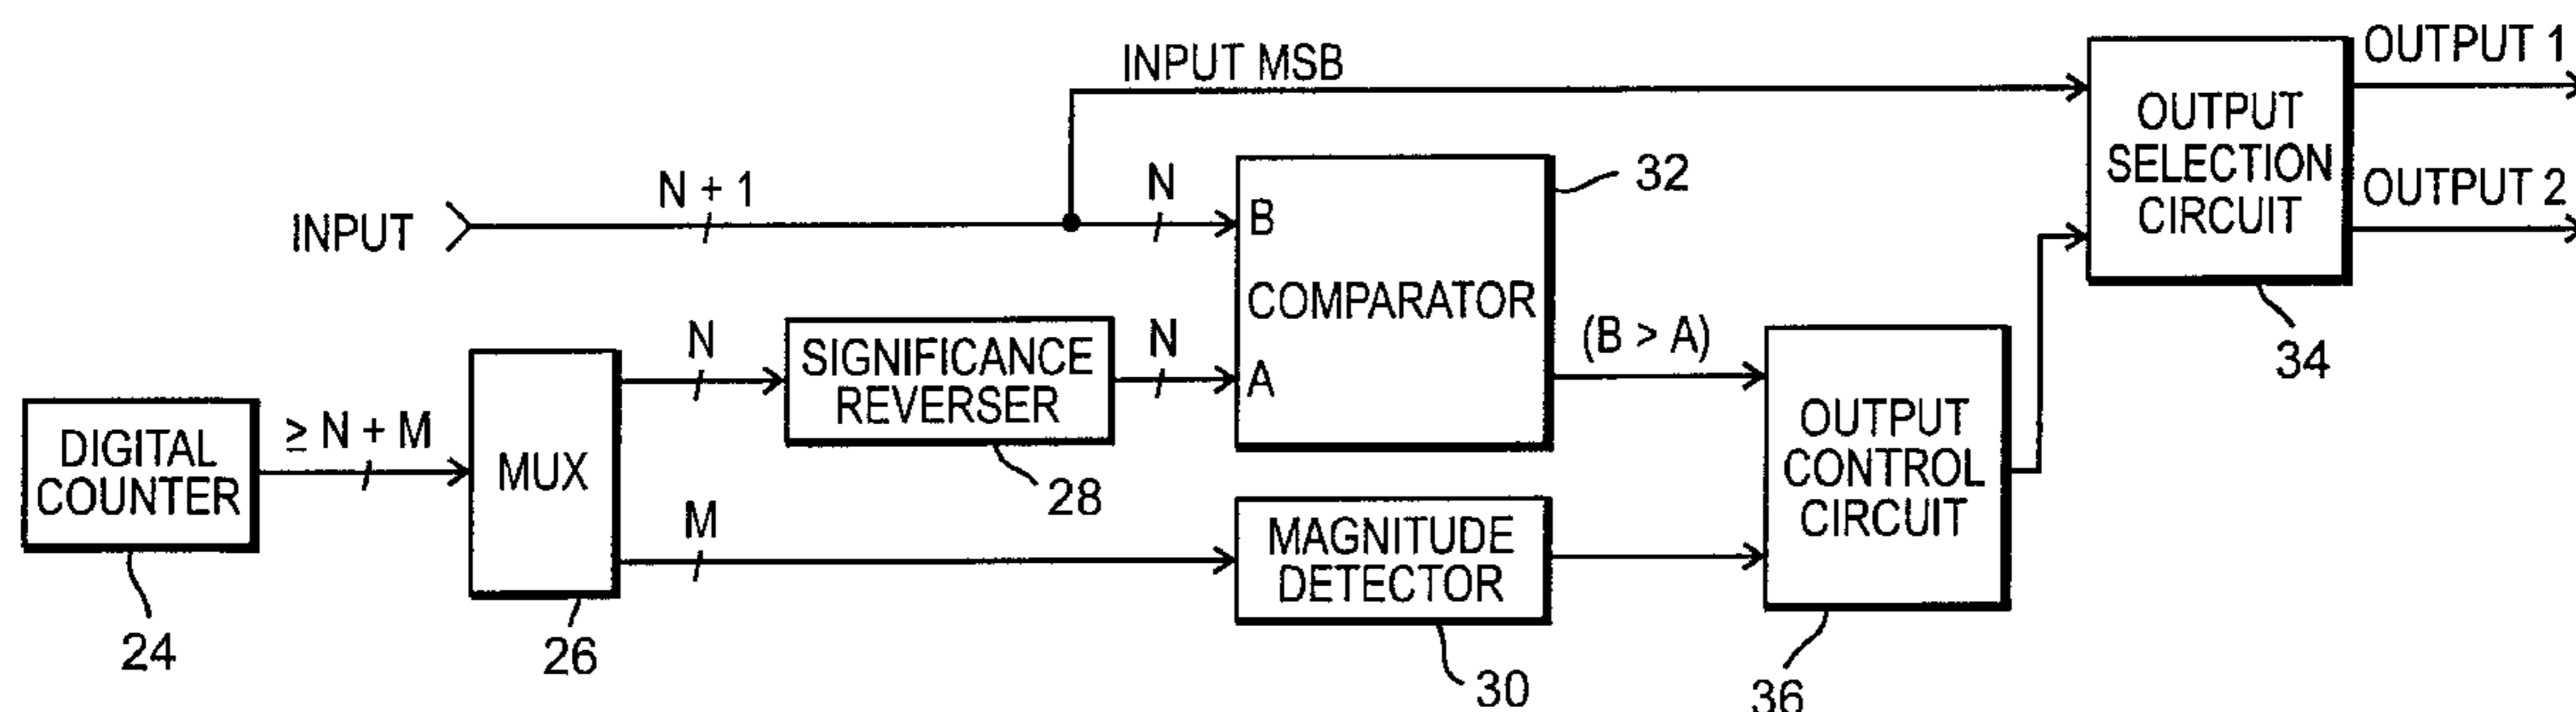 OUTPUT 1
INPUT MSB
OUTPUT
SELECTION
CIRCUIT
OUTPUT 2
34
INPUT
N + 1
N
B
COMPARATOR
A
32
(B > A)
DIGITAL
COUNTER
24
≥ N + M
MUX
26
N
SIGNIFICANCE
REVERSER
28
N
M
MAGNITUDE
DETECTOR
30
OUTPUT
CONTROL
CIRCUIT
36